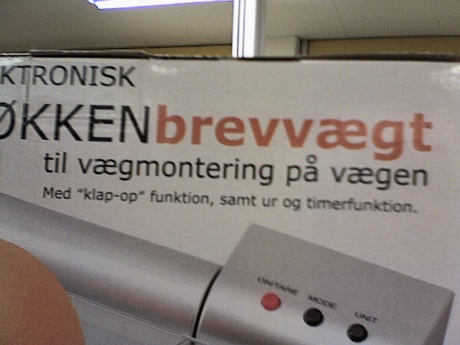 KTRONISK
ØKKENbrevvægt
til vægmontering på vægen
Med "klap-op" funktion, samt ur og timerfunktion.
ON/TARE MODE UNIT